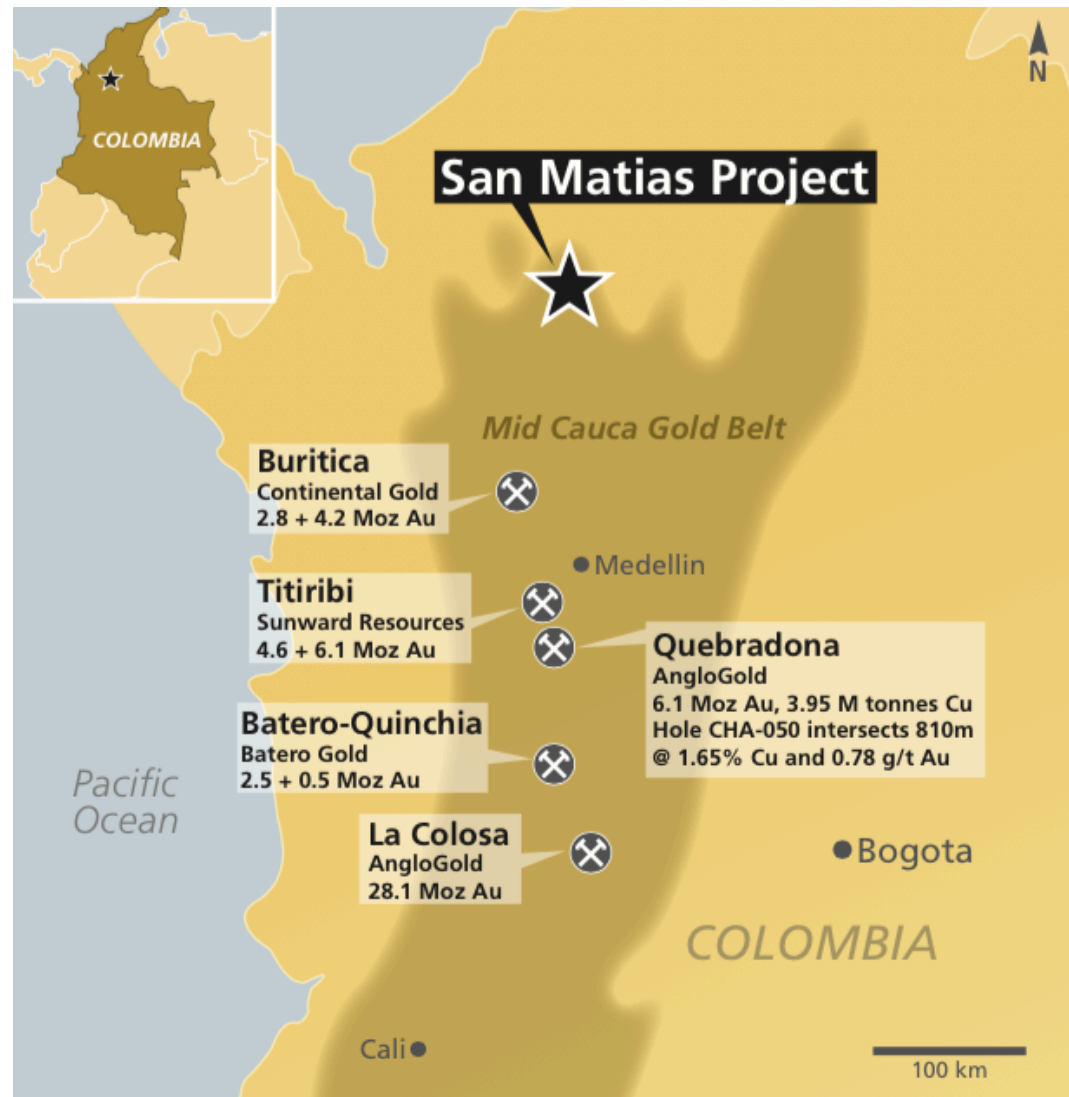 COLOMBIA
N
San Matias Project
Mid Cauca Gold Belt
Buritica
Continental Gold
2.8 + 4.2 Moz Au
Medellin
Titiribi
Sunward Resources
4.6 + 6.1 Moz Au
Quebradona
AngloGold
6.1 Moz Au, 3.95 M tonnes Cu
Hole CHA-050 intersects 810m
@ 1.65% Cu and 0.78 g/t Au
Batero-Quinchia
Batero Gold
2.5 + 0.5 Moz Au
Pacific
Ocean
La Colosa
AngloGold
28.1 Moz Au
Bogota
COLOMBIA
Cali
100 km